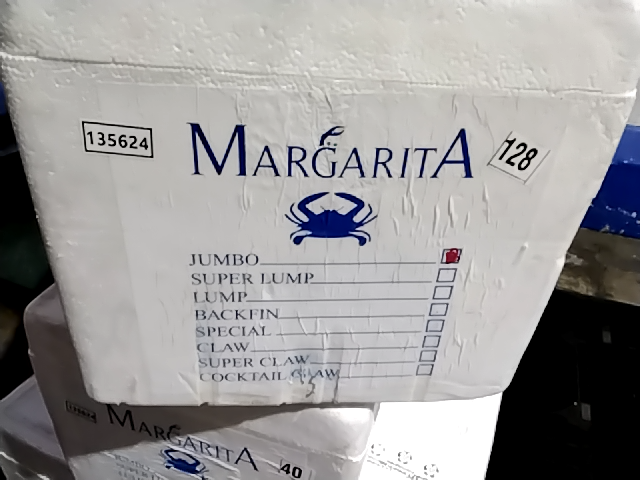 135624
MARGARITA
128
JUMBO
SUPER LUMP
LUMP
BACKFIN
SPECIAL
CLAW
SUPER CLAW
COCKTAIL CLAW
MARGARITA
40